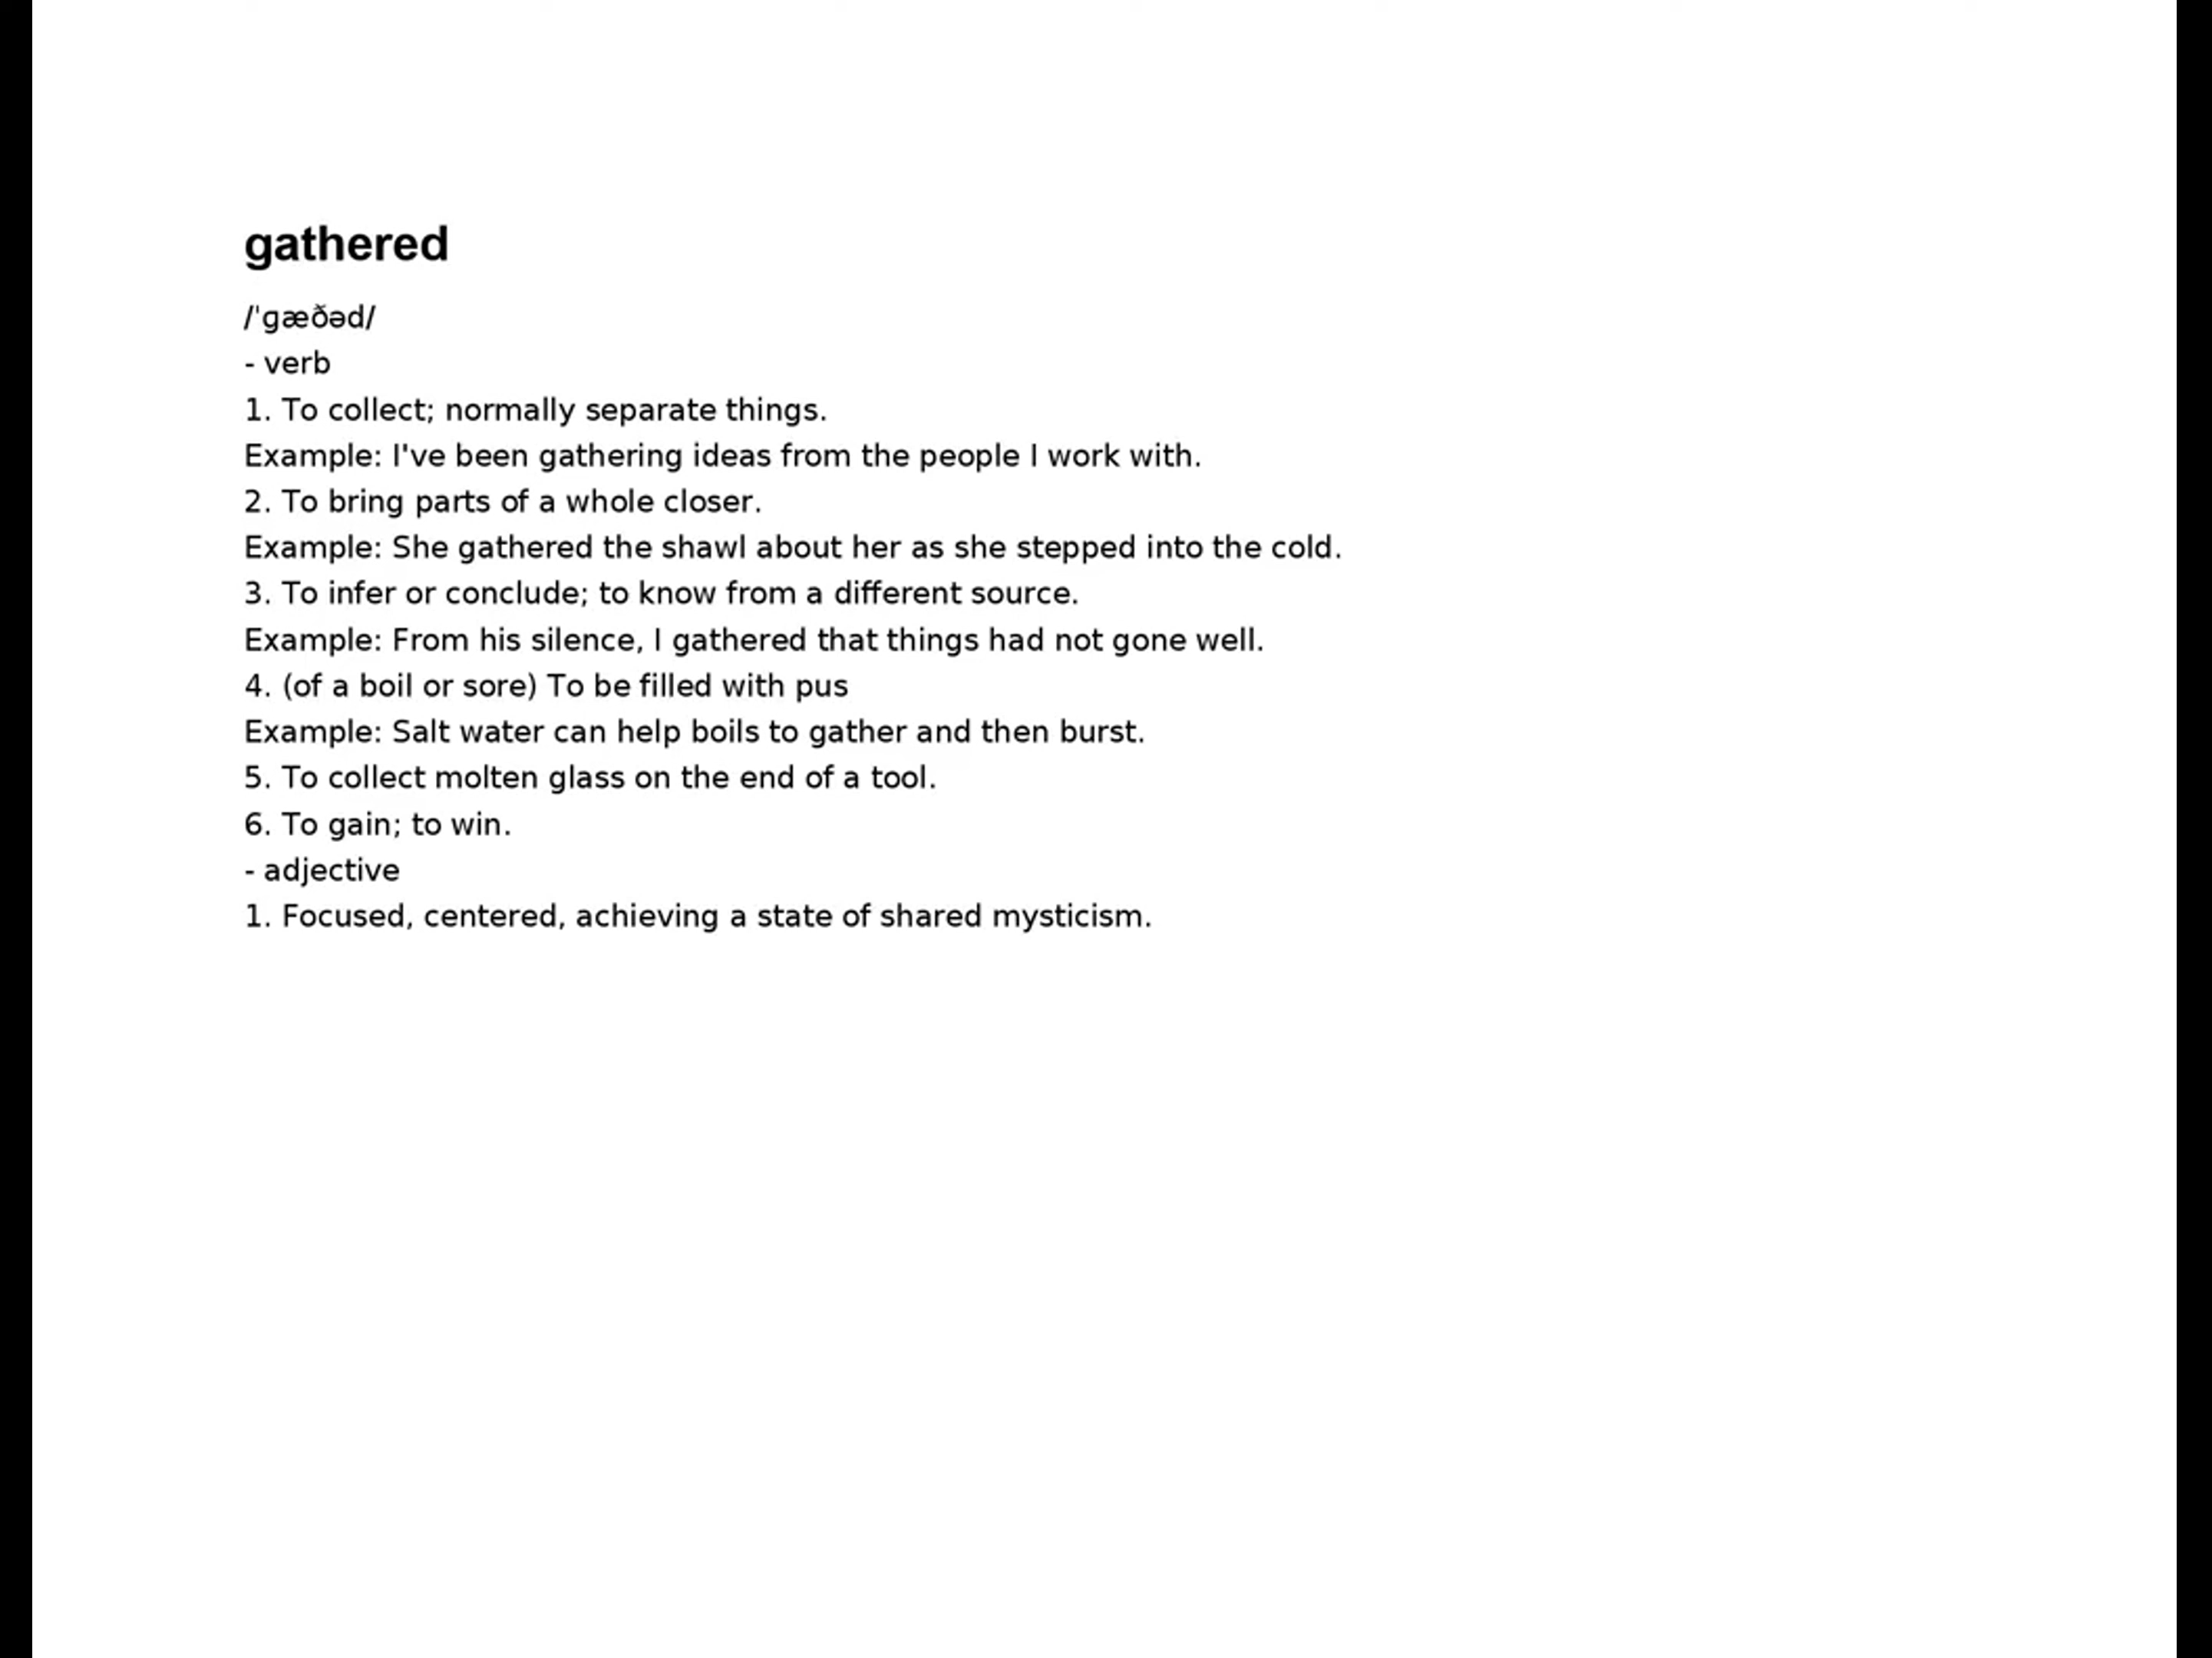 gathered
/ˈɡæðəd/
- verb
1. To collect; normally separate things.
Example: I've been gathering ideas from the people I work with.
2. To bring parts of a whole closer.
Example: She gathered the shawl about her as she stepped into the cold.
3. To infer or conclude; to know from a different source.
Example: From his silence, I gathered that things had not gone well.
4. (of a boil or sore) To be filled with pus
Example: Salt water can help boils to gather and then burst.
5. To collect molten glass on the end of a tool.
6. To gain; to win.
- adjective
1. Focused, centered, achieving a state of shared mysticism.